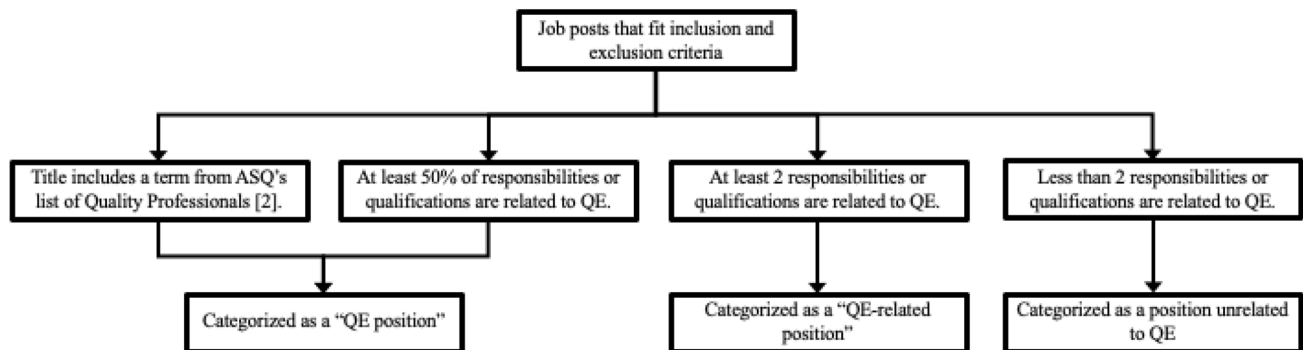 Job posts that fit inclusion and
exclusion criteria
Title includes a term from ASQ's
list of Quality Professionals [2].
At least 50% of responsibilities or
qualifications are related to QE.
At least 2 responsibilities or
qualifications are related to QE.
Less than 2 responsibilities or
qualifications are related to QE.
Categorized as a “QE position”
Categorized as a “QE-related
position”
Categorized as a position unrelated
to QE